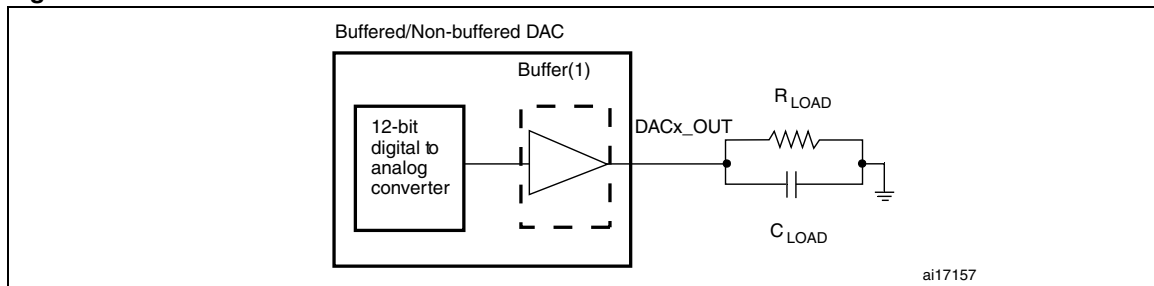 Buffered/Non-buffered DAC
Buffer(1)
12-bit
digital to
analog
converter
DACx_OUT
R LOAD
C LOAD
ai17157